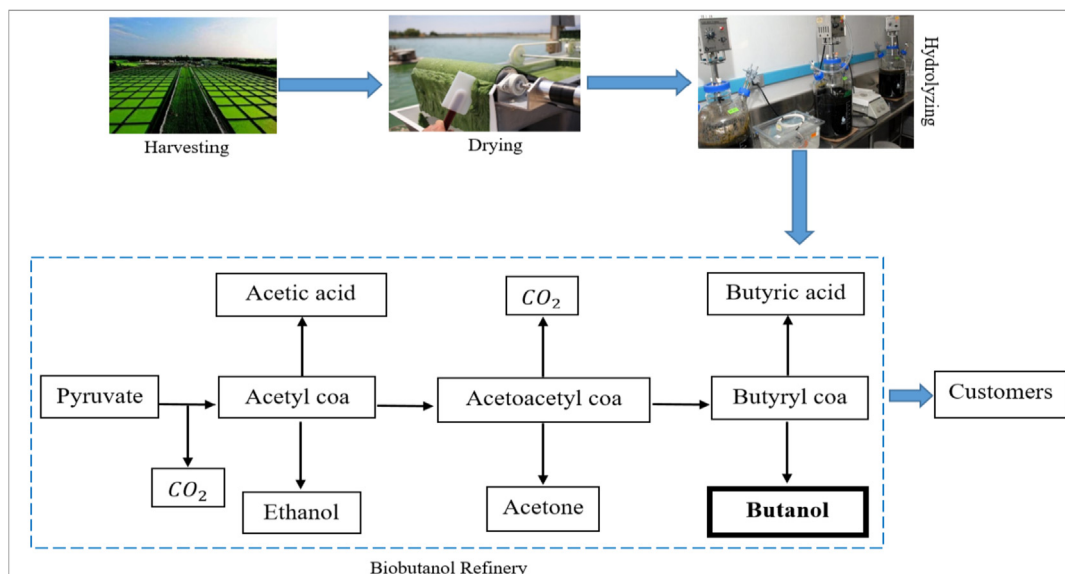 Harvesting
Drying
Hydrolyzing
Acetic acid
CO₂
Butyric acid
Pyruvate
Acetyl coa
Acetoacetyl coa
Butyryl coa
Customers
CO₂
Ethanol
Acetone
Butanol
Biobutanol Refinery